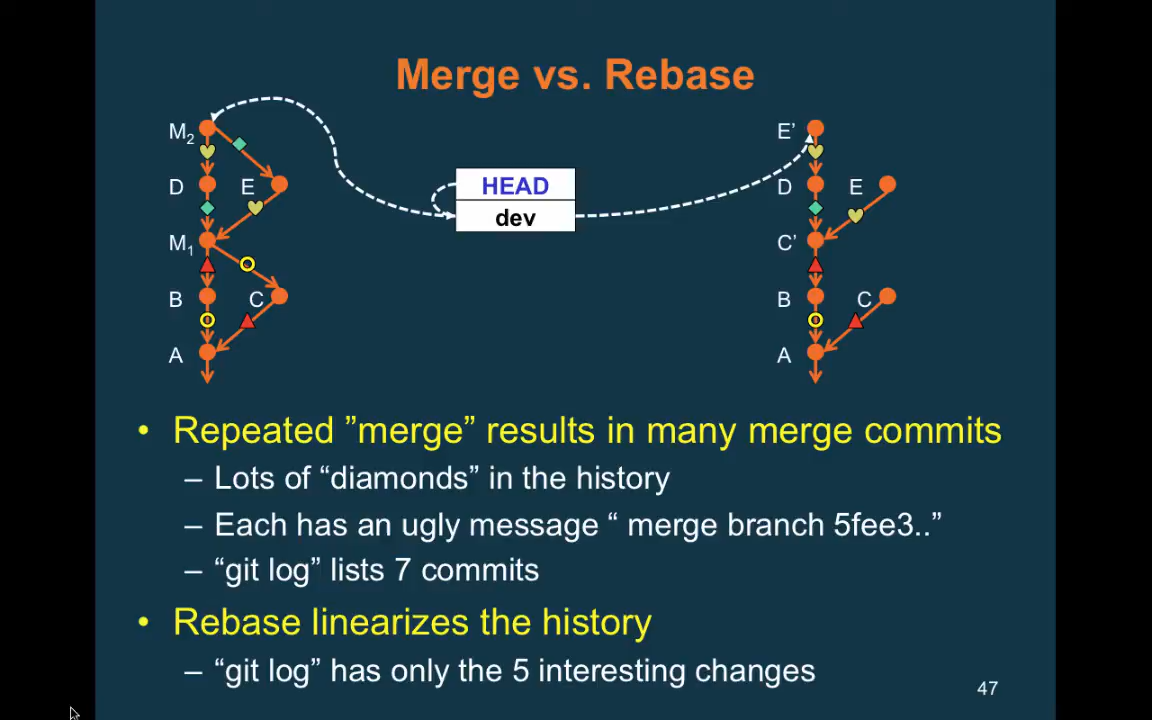 Merge vs. Rebase
M2
E’
HEAD
D
E
D
E
dev
M1
C’
B
C
B
C
A
A
• Repeated ”merge” results in many merge commits
– Lots of “diamonds” in the history
– Each has an ugly message “ merge branch 5fee3..”
– “git log” lists 7 commits
• Rebase linearizes the history
– “git log” has only the 5 interesting changes
47